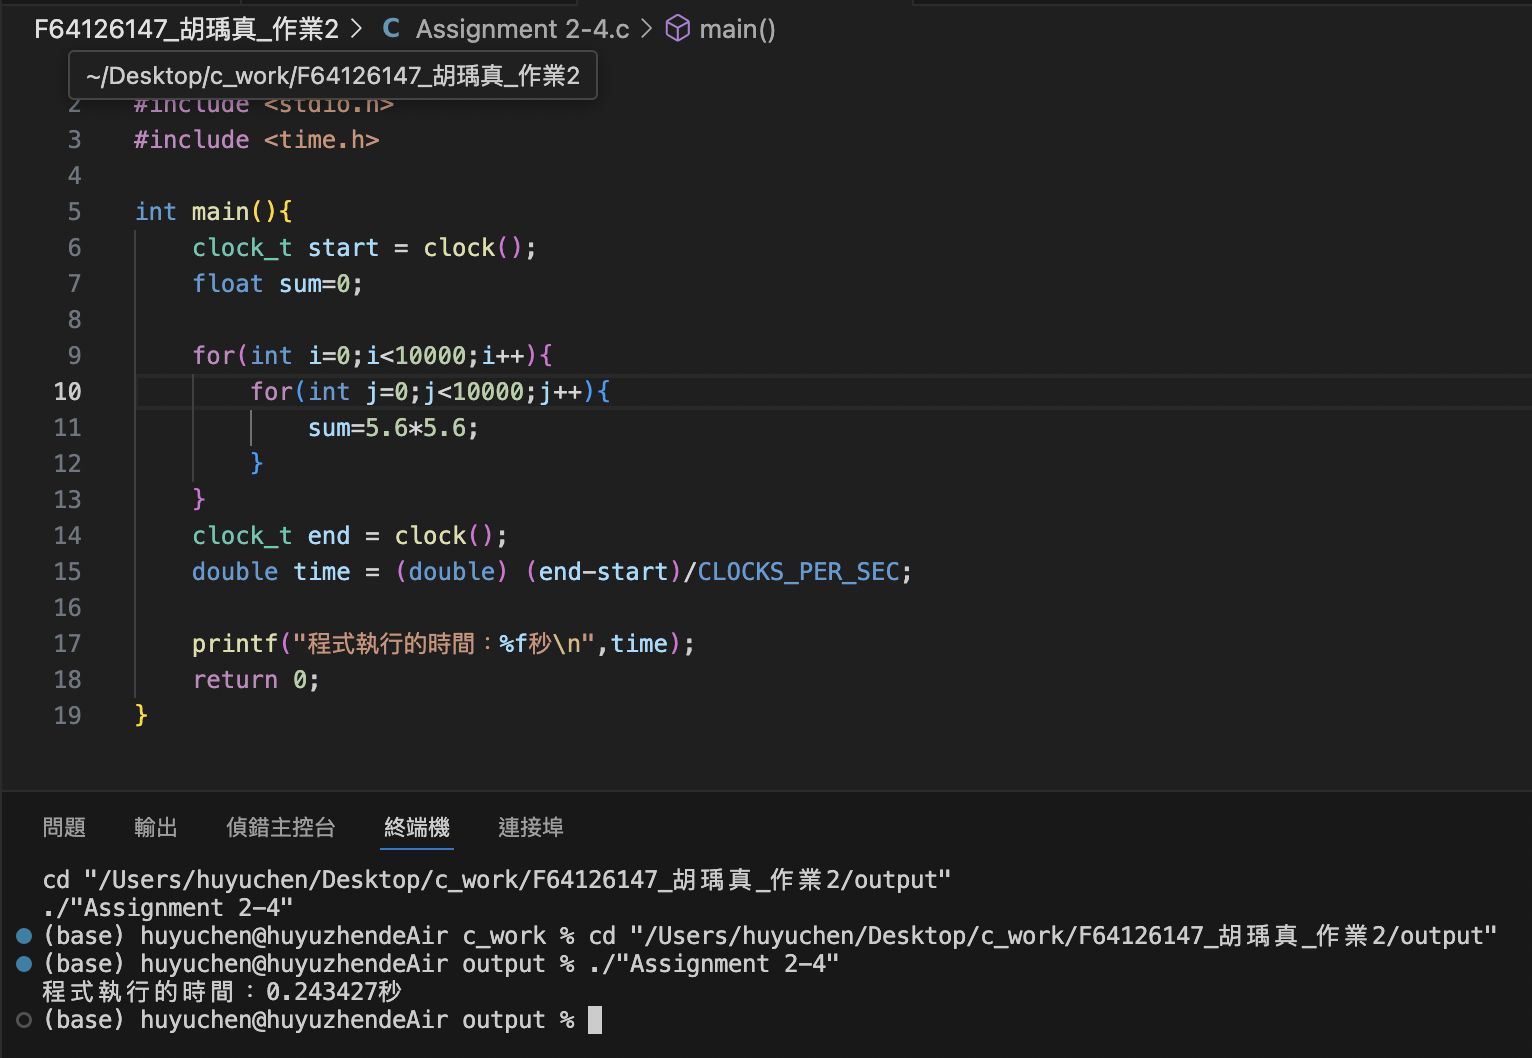 F64126147_胡瑀真_作業2 > C Assignment 2-4.c > main()
~/Desktop/c_work/F64126147_胡瑀真_作業2
2 #include <stdio.h>
3 #include <time.h>
4
5 int main(){
6 clock_t start = clock();
7 float sum=0;
8
9 for(int i=0;i<10000;i++){
10 for(int j=0;j<10000;j++){
11 sum=5.6*5.6;
12 }
13 }
14 clock_t end = clock();
15 double time = (double) (end-start)/CLOCKS_PER_SEC;
16
17 printf("程式執行的時間：%f秒\n",time);
18 return 0;
19 }
問題 輸出 偵錯主控台 終端機 連接埠
cd "/Users/huyuchen/Desktop/c_work/F64126147_胡瑀真_作業2/output"
./"Assignment 2-4"
(base) huyuchen@huyuzhendeAir c_work % cd "/Users/huyuchen/Desktop/c_work/F64126147_胡瑀真_作業2/output"
(base) huyuchen@huyuzhendeAir output % ./"Assignment 2-4"
程式執行的時間：0.243427秒
(base) huyuchen@huyuzhendeAir output %